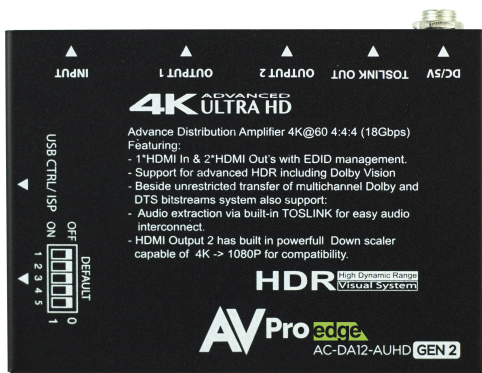 INPUT
OUTPUT 1
OUTPUT 2
TOSLINK OUT
DC/5V
4K ADVANCED
ULTRA HD
Advance Distribution Amplifier 4K@60 4:4:4 (18Gbps)
Featuring:
- 1*HDMI In & 2*HDMI Out's with EDID management.
- Support for advanced HDR including Dolby Vision
- Beside unrestricted transfer of multichannel Dolby and
DTS bitstreams system also support:
- Audio extraction via built-in TOSLINK for easy audio
interconnect.
- HDMI Output 2 has built in powerfull Down scaler
capable of 4K -> 1080P for compatibility.
USB CTRL/ ISP
ON
OFF
1 2 3 4 5
DEFAULT
0
1
HDR High Dynamic Range
Visual System
AVPro edge
AC-DA12-AUHD GEN 2